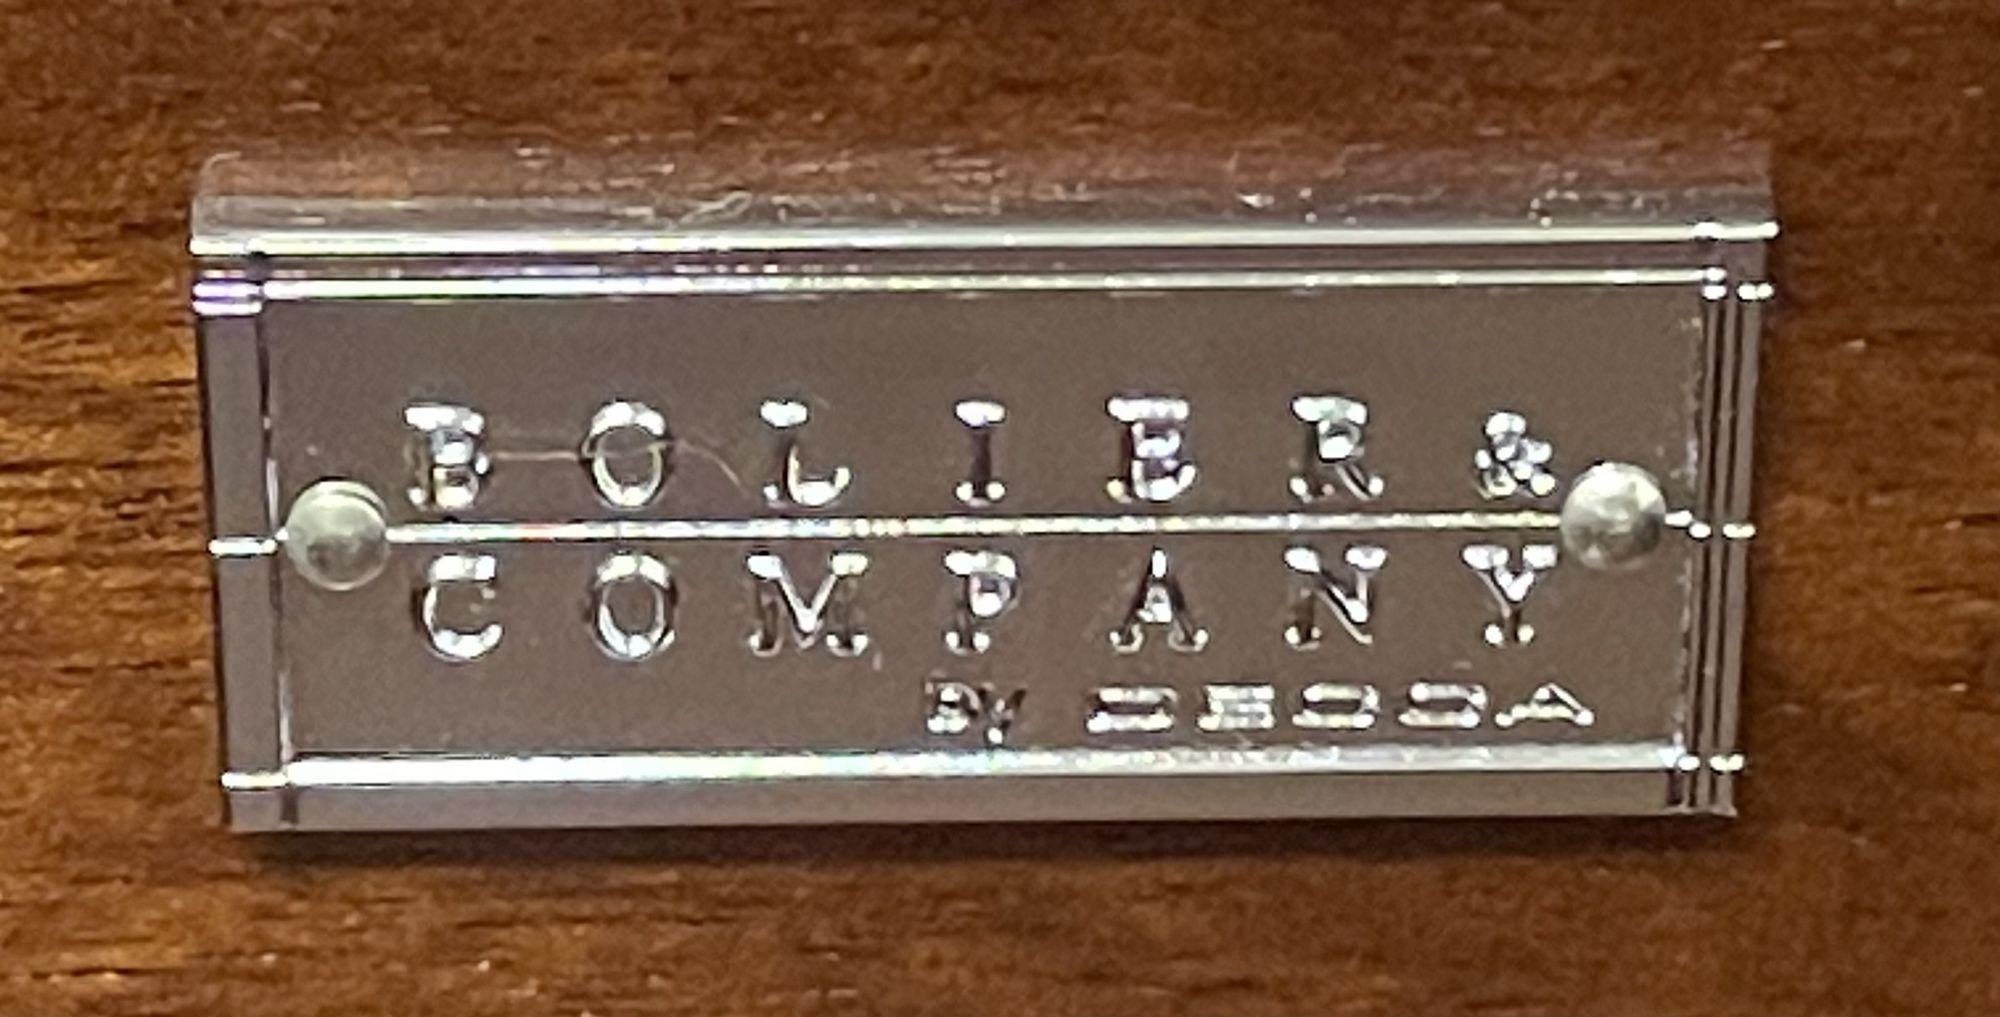 BOLIER &
COMPANY
By DECCA